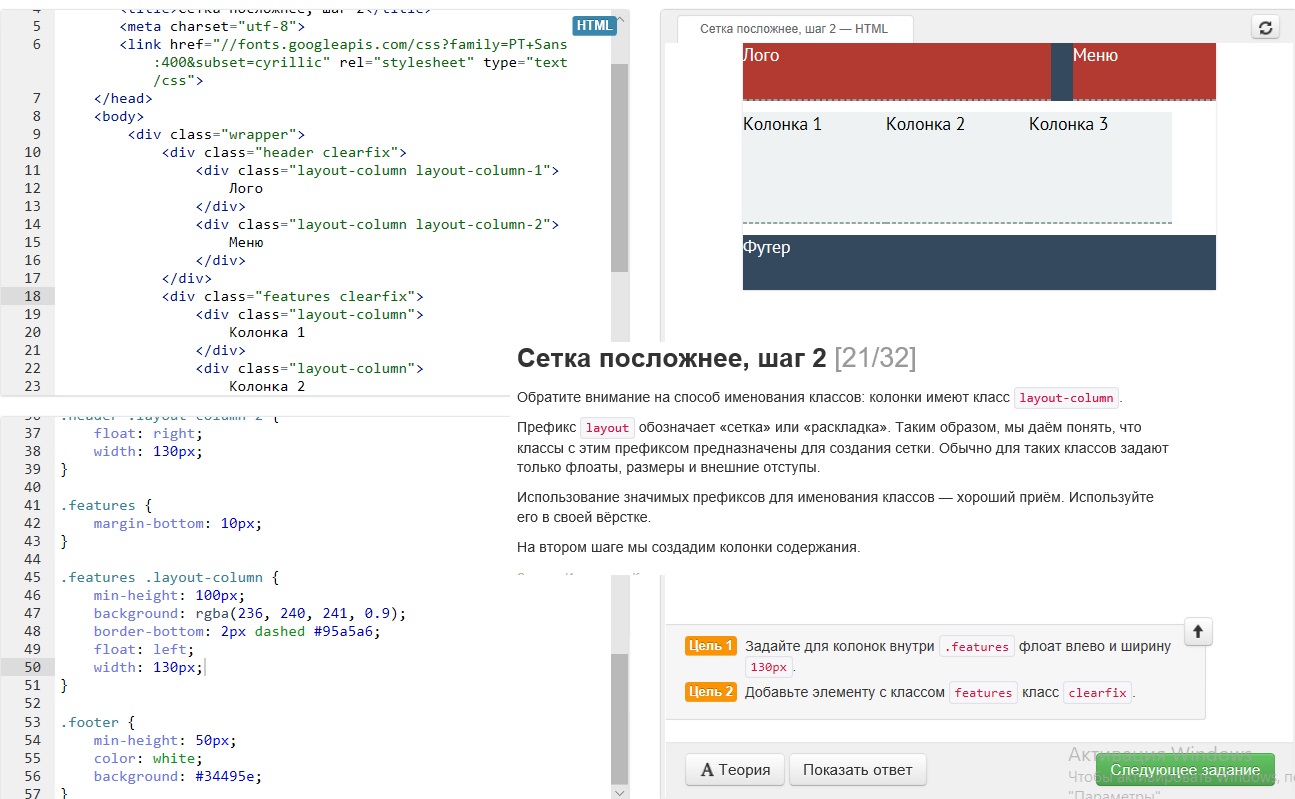 <title>Сетка посложнее, шаг 2</title>
5 <meta charset="utf-8">
6 <link href="//fonts.googleapis.com/css?family=PT+Sans
:400&subset=cyrillic" rel="stylesheet" type="text
/css">
7 </head>
8 <body>
9 <div class="wrapper">
10 <div class="header clearfix">
11 <div class="layout-column layout-column-1">
12 Лого
13 </div>
14 <div class="layout-column layout-column-2">
15 Меню
16 </div>
17 </div>
18 <div class="features clearfix">
19 <div class="layout-column">
20 Колонка 1
21 </div>
22 <div class="layout-column">
23 Колонка 2
HTML
36 .header .layout-column-2 {
37 float: right;
38 width: 130px;
39 }
40
41 .features {
42 margin-bottom: 10px;
43 }
44
45 .features .layout-column {
46 min-height: 100px;
47 background: rgba(236, 240, 241, 0.9);
48 border-bottom: 2px dashed #95a5a6;
49 float: left;
50 width: 130px;
51 }
52
53 .footer {
54 min-height: 50px;
55 color: white;
56 background: #34495e;
57 }
Сетка посложнее, шаг 2 — HTML
Лого Меню
Колонка 1 Колонка 2 Колонка 3
Футер
Сетка посложнее, шаг 2 [21/32]
Обратите внимание на способ именования классов: колонки имеют класс layout-column.
Префикс layout обозначает «сетка» или «раскладка». Таким образом, мы даём понять, что
классы с этим префиксом предназначены для создания сетки. Обычно для таких классов задают
только флоаты, размеры и внешние отступы.
Использование значимых префиксов для именования классов — хороший приём. Используйте
его в своей вёрстке.
На втором шаге мы создадим колонки содержания.
Цель 1 Задайте для колонок внутри .features флоат влево и ширину
130px.
Цель 2 Добавьте элементу с классом features класс clearfix.
Теория
Показать ответ
Следующее задание
Активация Windows
Чтобы активировать Windows, пе
"Параметры".